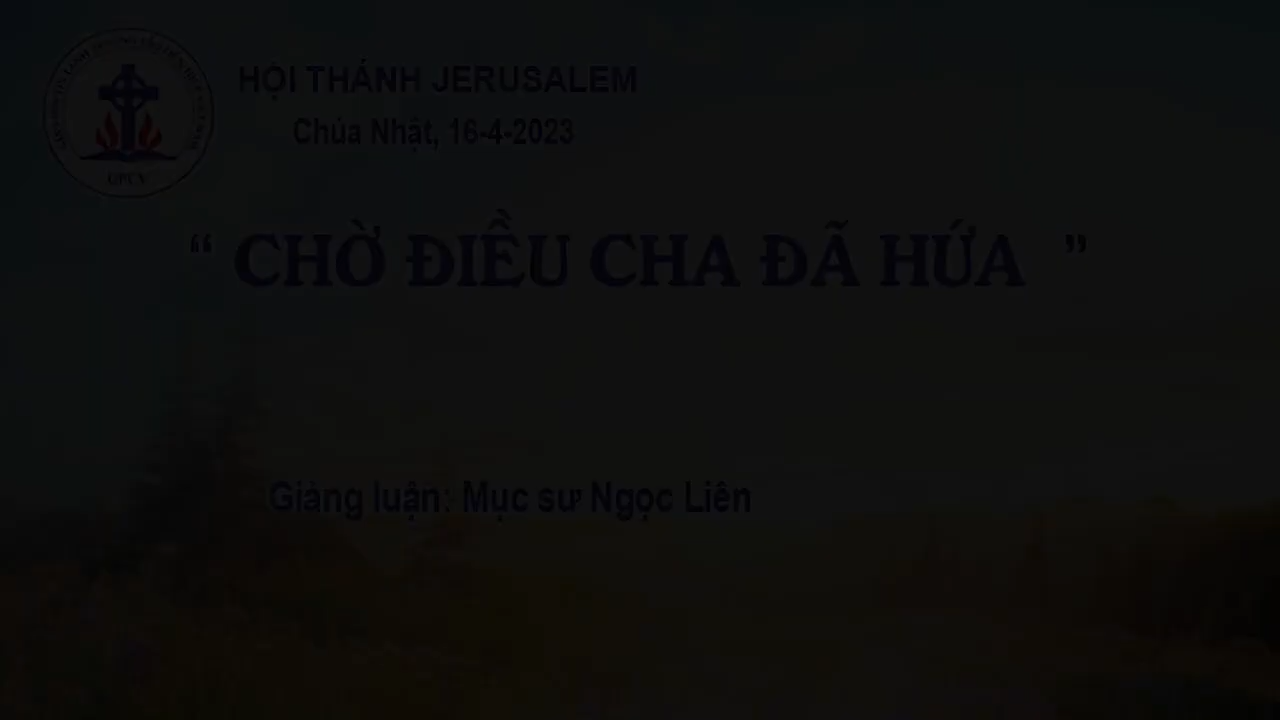 HỘI THÁNH JERUSALEM
Chúa Nhật, 16-4-2023
“ CHỜ ĐIỀU CHA ĐÃ HỨA ”
Giảng luận: Mục sư Ngọc Liên